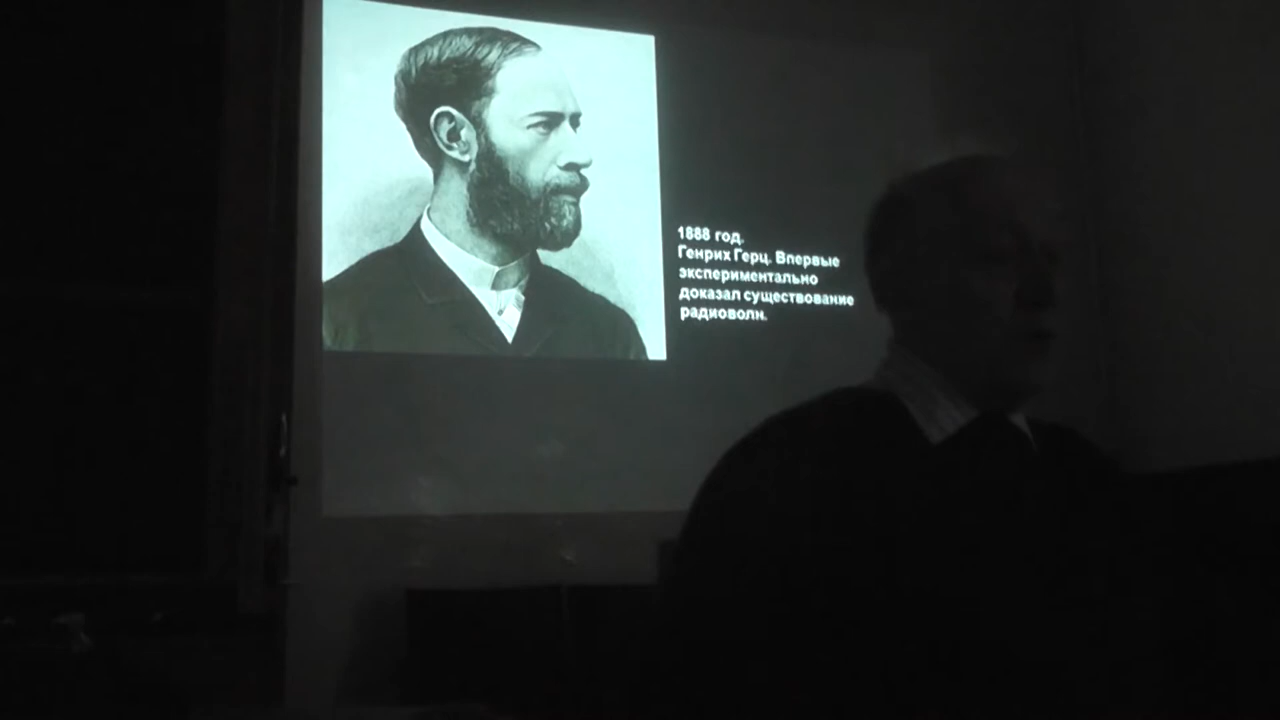 1888 год.
Генрих Герц. Впервые
экспериментально
доказал существование
радиоволн.